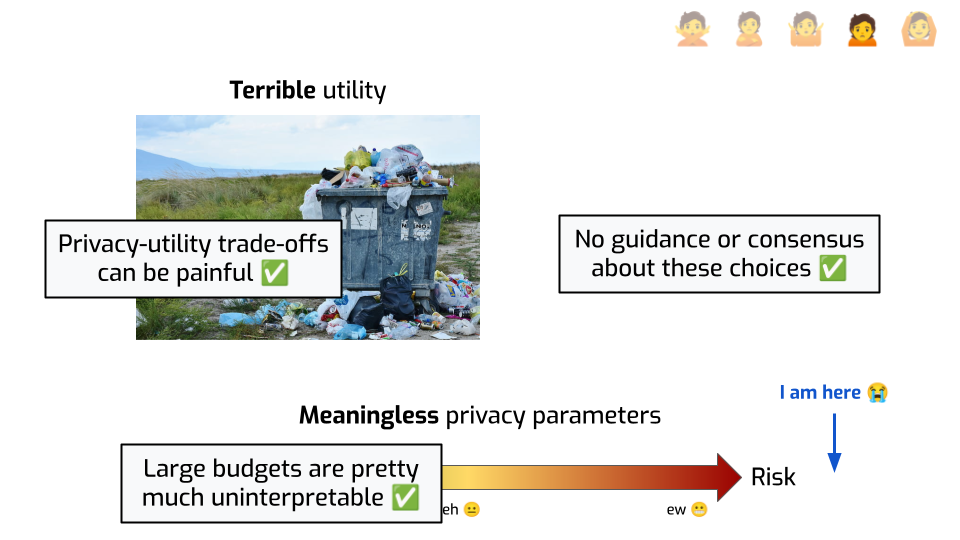 Terrible utility
Privacy-utility trade-offs
can be painful ✅
No guidance or consensus
about these choices ✅
I am here 😭
Meaningless privacy parameters
Large budgets are pretty
much uninterpretable ✅
Risk
eh 😐
ew 😬